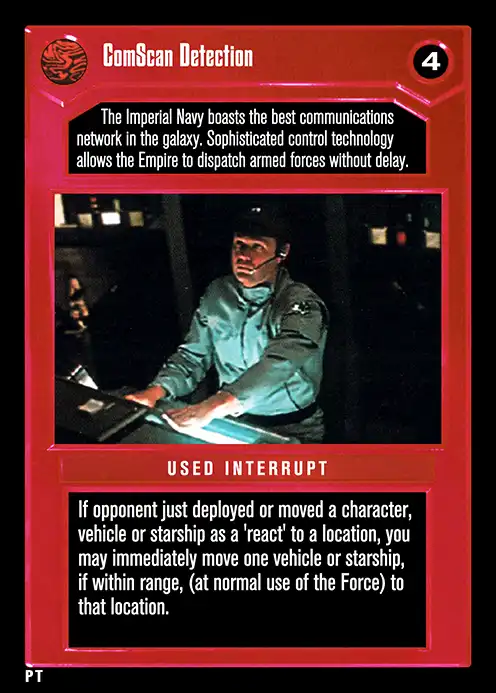 ComScan Detection
4
The Imperial Navy boasts the best communications
network in the galaxy. Sophisticated control technology
allows the Empire to dispatch armed forces without delay.
USED INTERRUPT
If opponent just deployed or moved a character,
vehicle or starship as a 'react' to a location, you
may immediately move one vehicle or starship,
if within range, (at normal use of the Force) to
that location.
PT